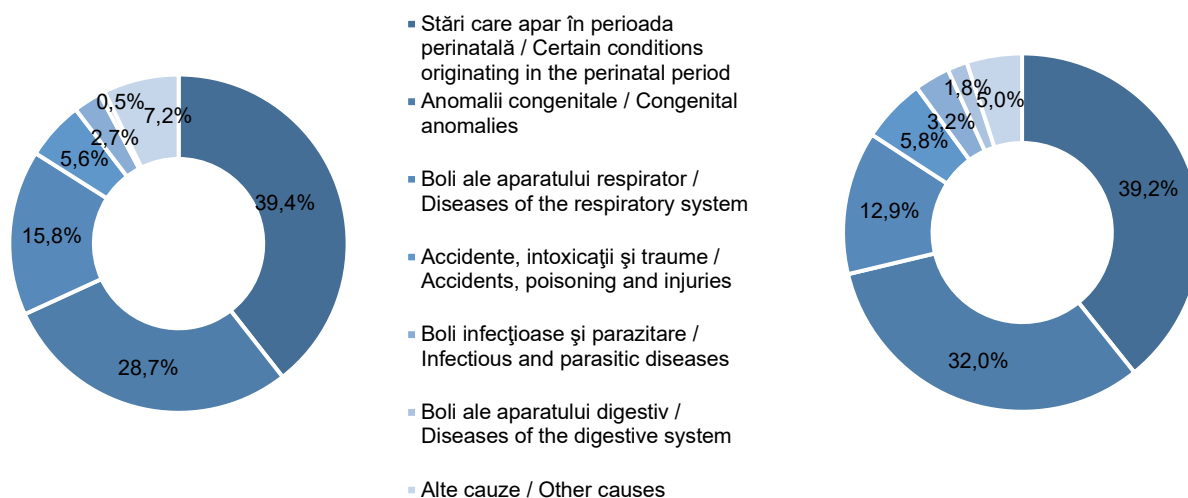 0,5%
7,2%
2,7%
5,6%
15,8%
39,4%
28,7%
Stări care apar în perioada
perinatală / Certain conditions
originating in the perinatal period
Anomalii congenitale / Congenital
anomalies
Boli ale aparatului respirator /
Diseases of the respiratory system
Accidente, intoxicaţii şi traume /
Accidents, poisoning and injuries
Boli infecţioase şi parazitare /
Infectious and parasitic diseases
Boli ale aparatului digestiv /
Diseases of the digestive system
Alte cauze / Other causes
1,8%
5,0%
3,2%
5,8%
12,9%
39,2%
32,0%